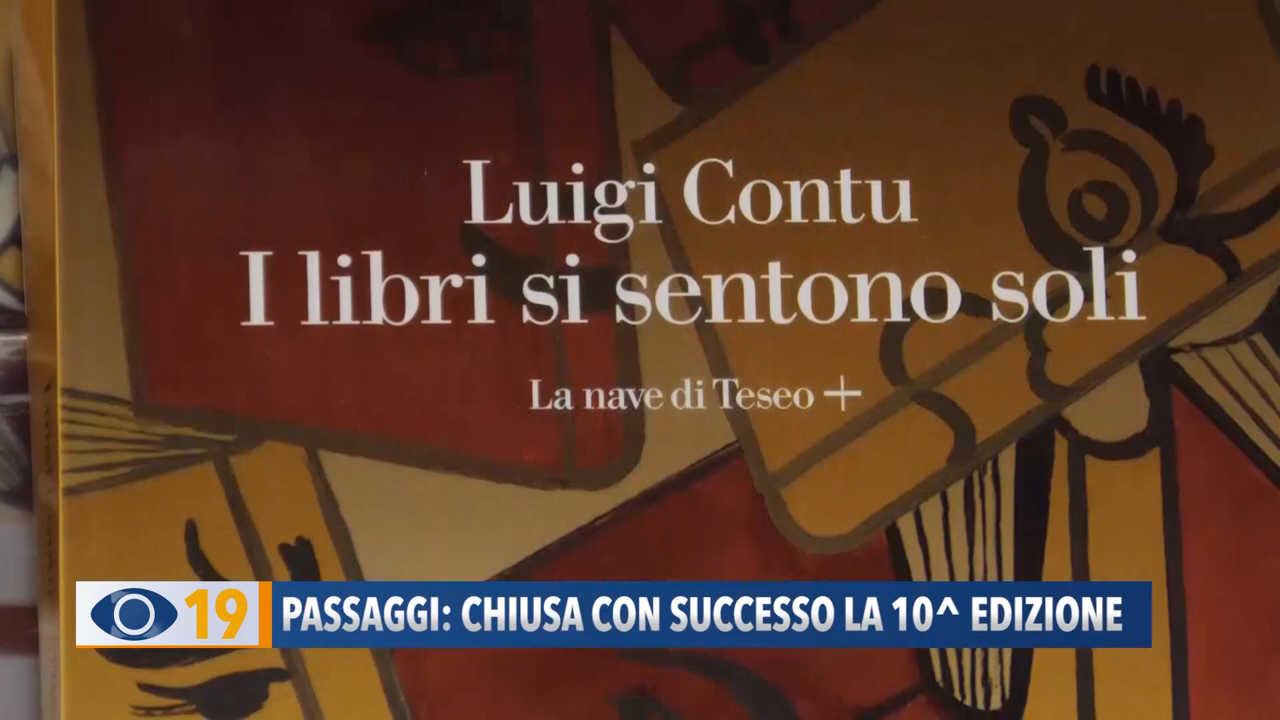 Luigi Contu
I libri si sentono soli
La nave di Teseo +
19
PASSAGGI: CHIUSA CON SUCCESSO LA 10^ EDIZIONE